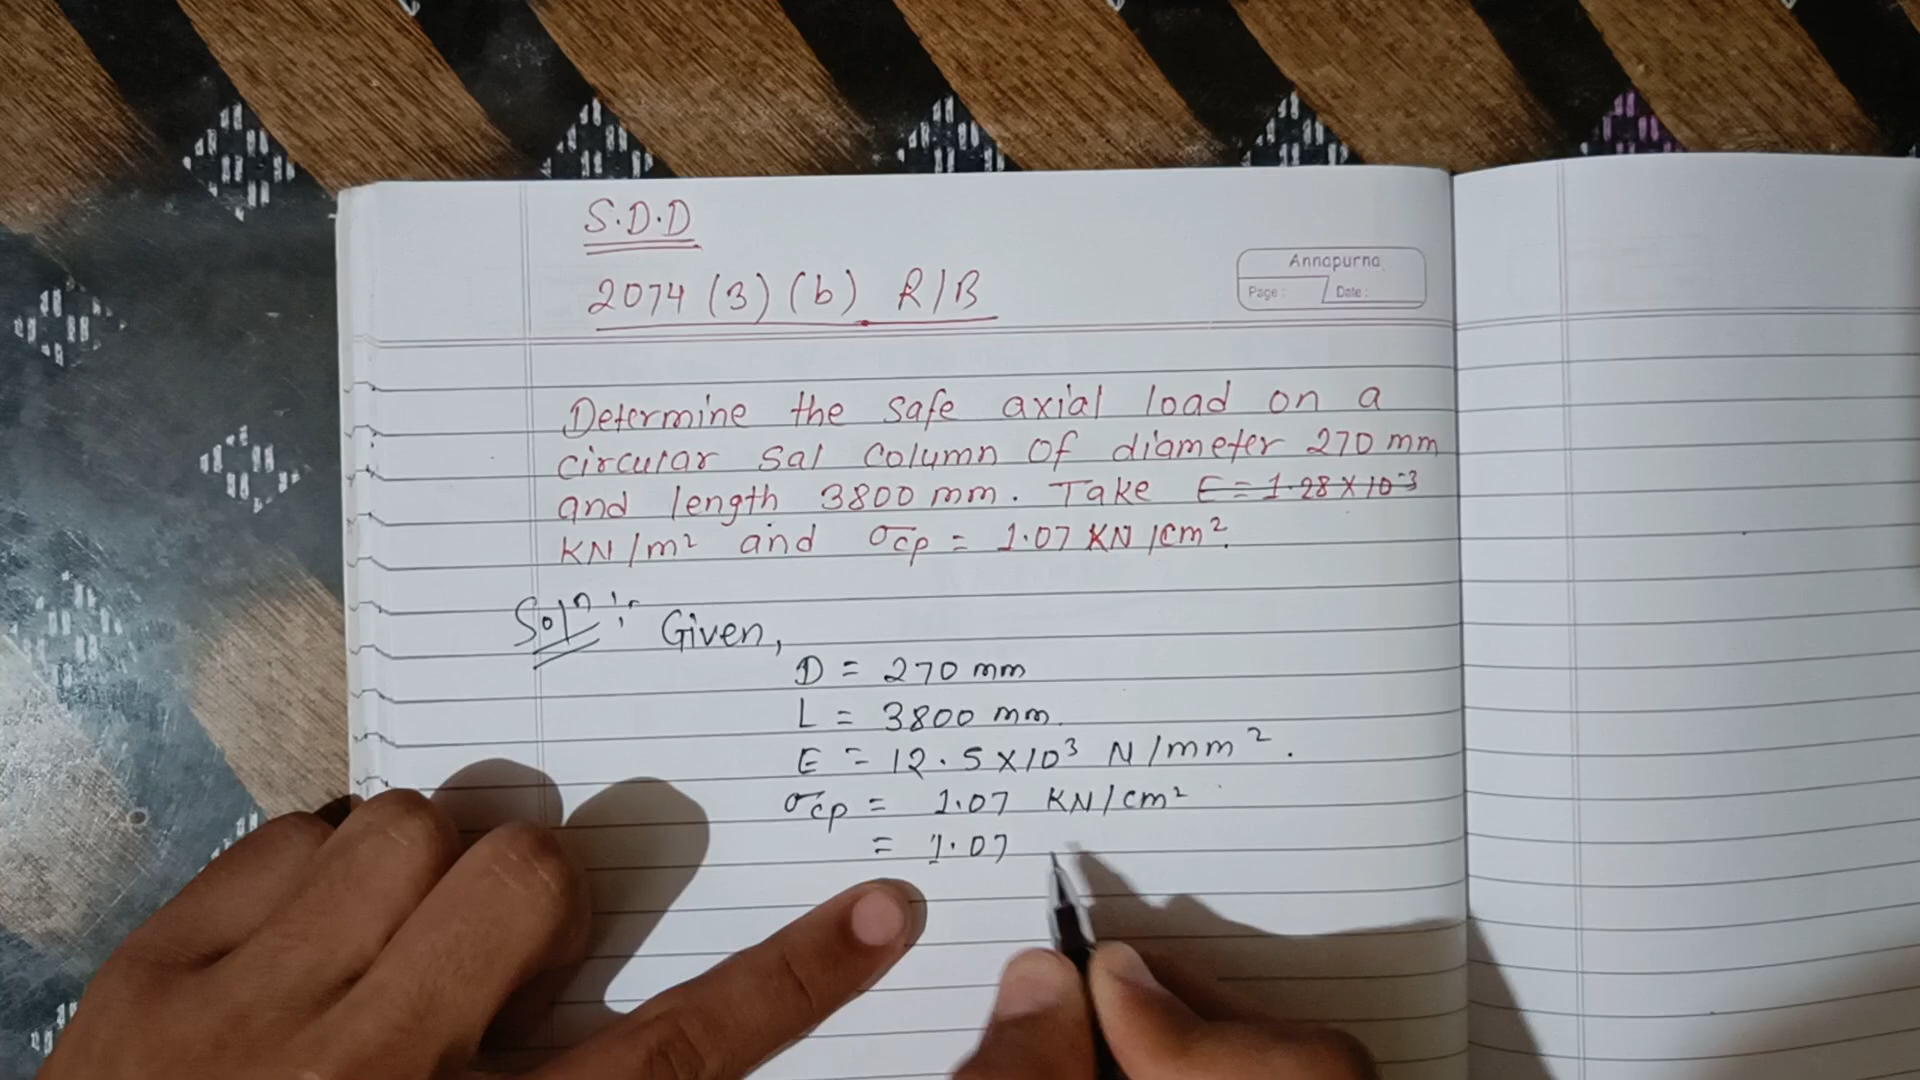 S.D.D
2074 (3) (b) R/B
Annapurna
Page : Date :
Determine the safe axial load on a
circular sal column of diameter 270 mm
and length 3800 mm. Take E = 1.28 × 10⁻³
KN/m² and σcp = 1.07 KN/cm².
Solⁿ:- Given,
D = 270 mm
L = 3800 mm.
E = 12.5 × 10³ N/mm².
σcp = 1.07 KN/cm²
= 1.07